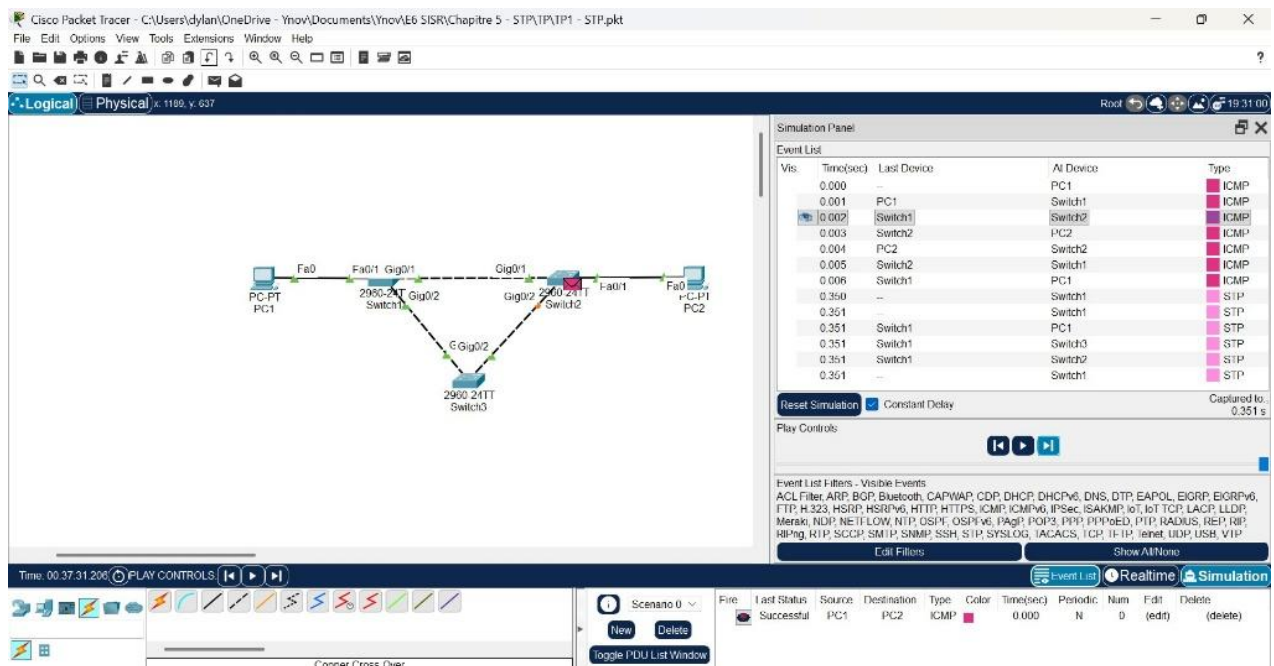 Cisco Packet Tracer - C:\Users\dylan\OneDrive - Ynov\Documents\Ynov\E6 SISR\Chapitre 5 - STP\TP\TP1 - STP.pkt
File Edit Options View Tools Extensions Window Help
?
Logical Physical x: 1189, y: 637 Root 19:31:00
Simulation Panel
Event List
Vis. Time(sec) Last Device At Device Type
0.000 -- PC1 ICMP
0.001 PC1 Switch1 ICMP
0.002 Switch1 Switch2 ICMP
0.003 Switch2 PC2 ICMP
0.004 PC2 Switch2 ICMP
0.005 Switch2 Switch1 ICMP
0.006 Switch1 PC1 ICMP
0.350 -- Switch1 STP
0.351 -- Switch1 STP
0.351 Switch1 PC1 STP
0.351 Switch1 Switch3 STP
0.351 Switch1 Switch2 STP
0.351 -- Switch1 STP
Reset Simulation Constant Delay Captured to:
0.351 s
Play Controls
Event List Filters - Visible Events
ACL Filter, ARP, BGP, Bluetooth, CAPWAP, CDP, DHCP, DHCPv6, DNS, DTP, EAPOL, EIGRP, EIGRPv6,
FTP, H.323, HSRP, HSRPv6, HTTP, HTTPS, ICMP, ICMPv6, IPSec, ISAKMP, IoT, IoT TCP, LACP, LLDP,
Meraki, NDP, NETFLOW, NTP, OSPF, OSPFv6, PAgP, POP3, PPP, PPPoED, PTP, RADIUS, REP, RIP,
RIPng, RTP, SCCP, SMTP, SNMP, SSH, STP, SYSLOG, TACACS, TCP, TFTP, Telnet, UDP, USB, VTP
Edit Filters Show All/None
Fa0 Fa0/1 Gig0/1 Gig0/1 Fa0/1 Fa0
PC-PT
PC1
Gig0/2
Switch1
Gig0/2
2960-24TT
Switch2
PC-PT
PC2
Gig0/2
2960-24TT
Switch3
Time: 00:37:31.206 PLAY CONTROLS: Event List Realtime Simulation
Scenario 0
New Delete
Toggle PDU List Window
Fire Last Status Source Destination Type Color Time(sec) Periodic Num Edit Delete
Successful PC1 PC2 ICMP 0.000 N 0 (edit) (delete)
Copper Cross-Over